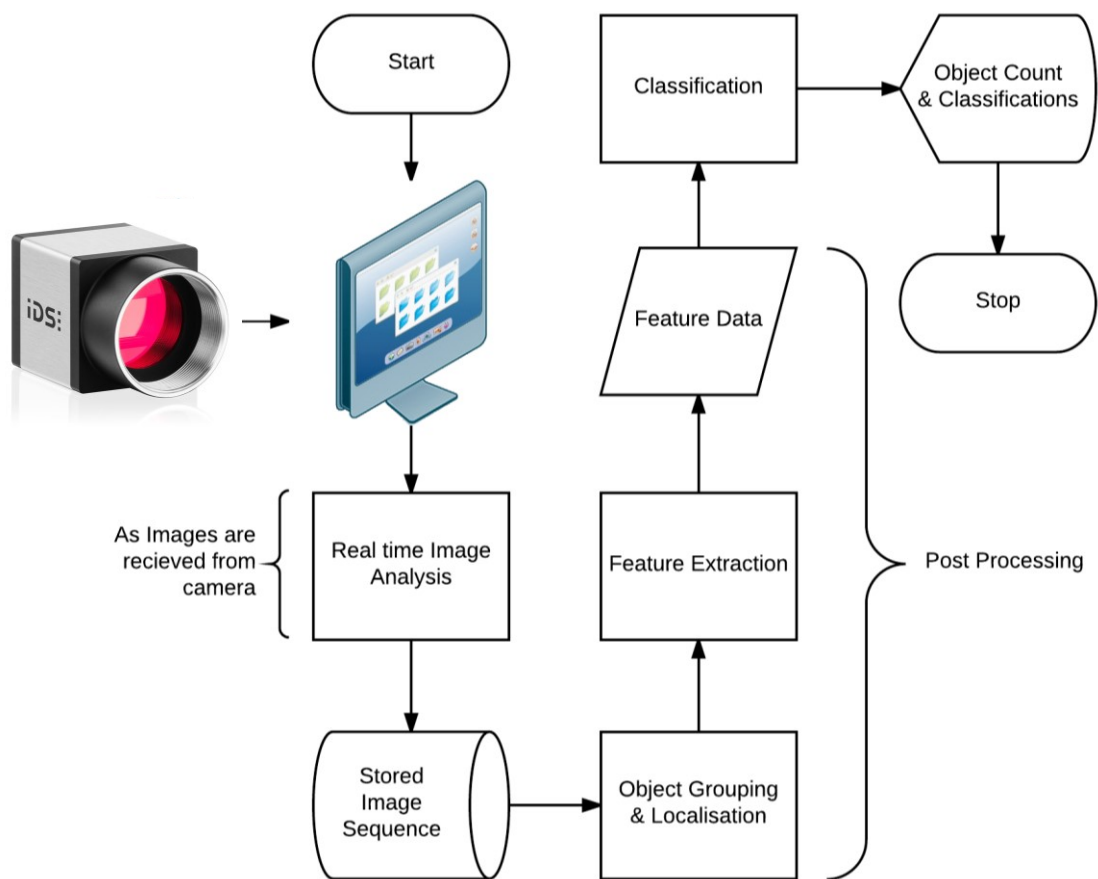 Start
iDS:
As Images are
recieved from
camera
Real time Image
Analysis
Stored
Image
Sequence
Object Grouping
& Localisation
Feature Extraction
Feature Data
Classification
Object Count
& Classifications
Stop
Post Processing